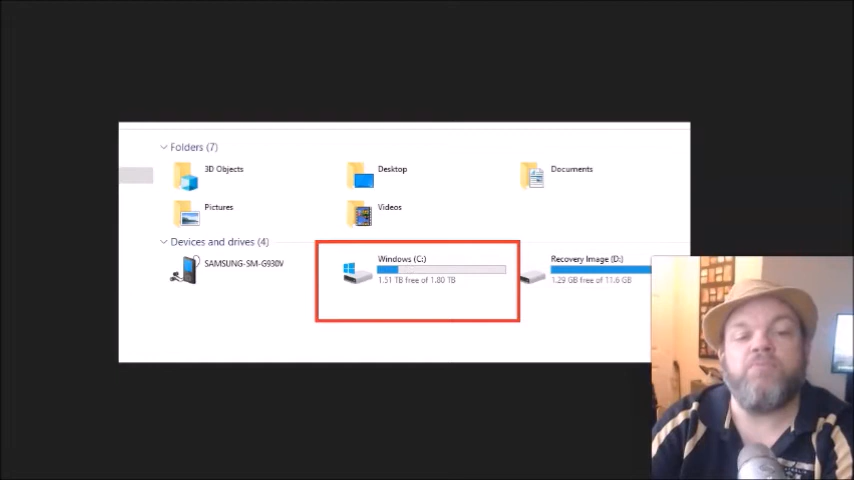 Folders (7)
3D Objects
Desktop
Documents
Pictures
Videos
Devices and drives (4)
SAMSUNG-SM-G930V
Windows (C:)
1.51 TB free of 1.80 TB
Recovery Image (D:)
1.29 GB free of 11.6 GB